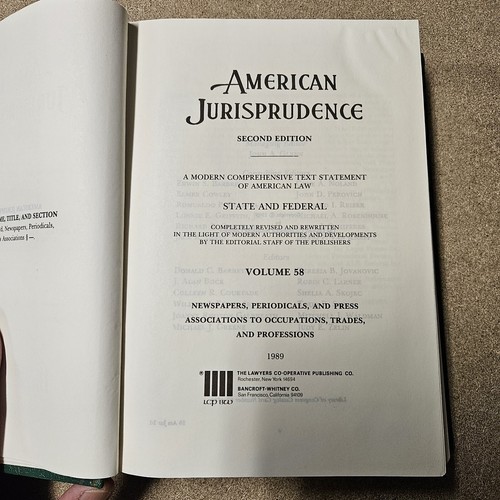 ME, TITLE, AND SECTION
Newspapers, Periodicals,
Associations § —.
AMERICAN
JURISPRUDENCE
SECOND EDITION
A MODERN COMPREHENSIVE TEXT STATEMENT
OF AMERICAN LAW
STATE AND FEDERAL
COMPLETELY REVISED AND REWRITTEN
IN THE LIGHT OF MODERN AUTHORITIES AND DEVELOPMENTS
BY THE EDITORIAL STAFF OF THE PUBLISHERS
VOLUME 58
NEWSPAPERS, PERIODICALS, AND PRESS
ASSOCIATIONS TO OCCUPATIONS, TRADES,
AND PROFESSIONS
1989
®
THE LAWYERS CO-OPERATIVE PUBLISHING CO.
Rochester, New York 14694
BANCROFT-WHITNEY CO.
San Francisco, California 94109
LCP BW